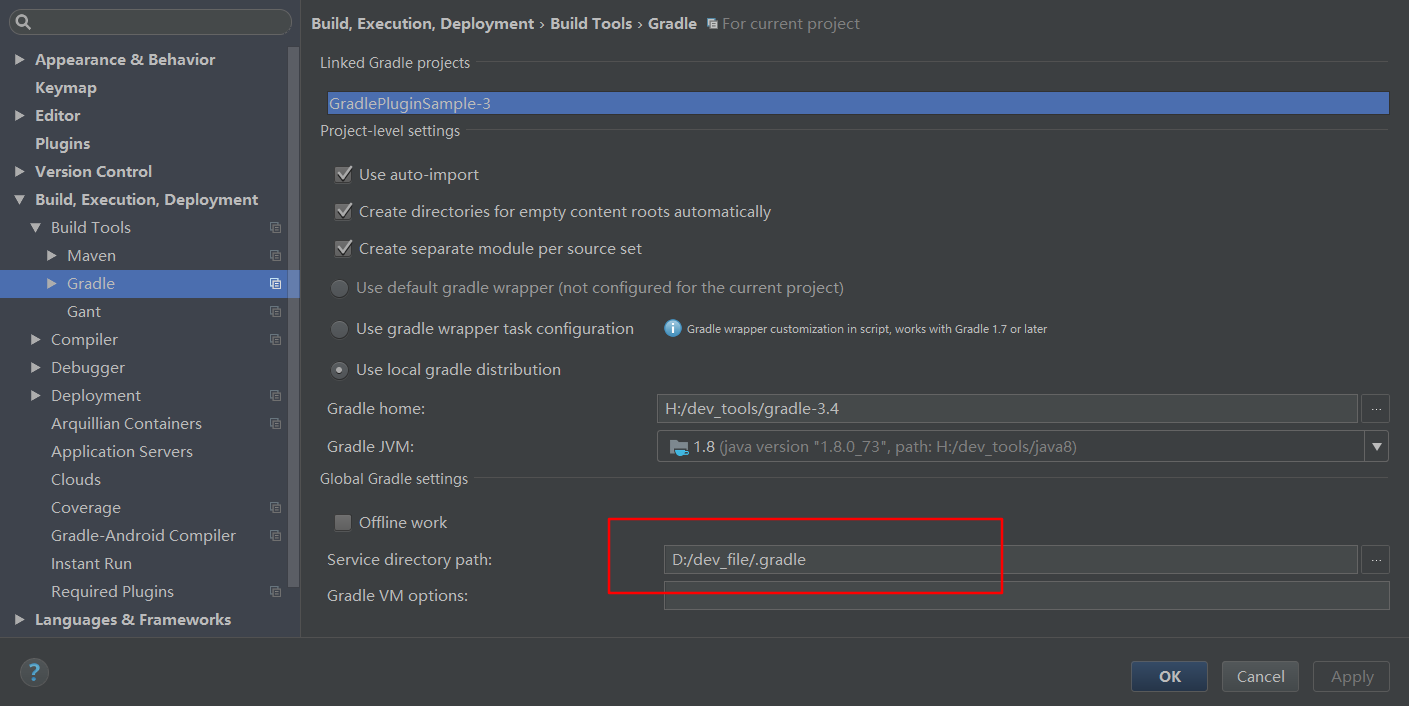 Appearance & Behavior
Keymap
Editor
Plugins
Version Control
Build, Execution, Deployment
Build Tools
Maven
Gradle
Gant
Compiler
Debugger
Deployment
Arquillian Containers
Application Servers
Clouds
Coverage
Gradle-Android Compiler
Instant Run
Required Plugins
Languages & Frameworks
Build, Execution, Deployment › Build Tools › Gradle For current project
Linked Gradle projects
GradlePluginSample-3
Project-level settings
Use auto-import
Create directories for empty content roots automatically
Create separate module per source set
Use default gradle wrapper (not configured for the current project)
Use gradle wrapper task configuration
Gradle wrapper customization in script, works with Gradle 1.7 or later
Use local gradle distribution
Gradle home: H:/dev_tools/gradle-3.4 ...
Gradle JVM: 1.8 (java version "1.8.0_73", path: H:/dev_tools/java8)
Global Gradle settings
Offline work
Service directory path: D:/dev_file/.gradle ...
Gradle VM options:
? OK Cancel Apply